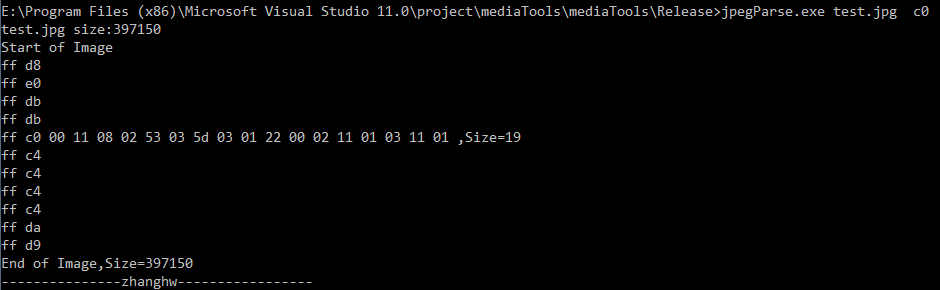 E:\Program Files (x86)\Microsoft Visual Studio 11.0\project\mediaTools\mediaTools\Release>jpegParse.exe test.jpg  c0
test.jpg size:397150
Start of Image
ff d8
ff e0
ff db
ff db
ff c0 00 11 08 02 53 03 5d 03 01 22 00 02 11 01 03 11 01 ,Size=19
ff c4
ff c4
ff c4
ff c4
ff da
ff d9
End of Image,Size=397150
---------------zhanghw-----------------